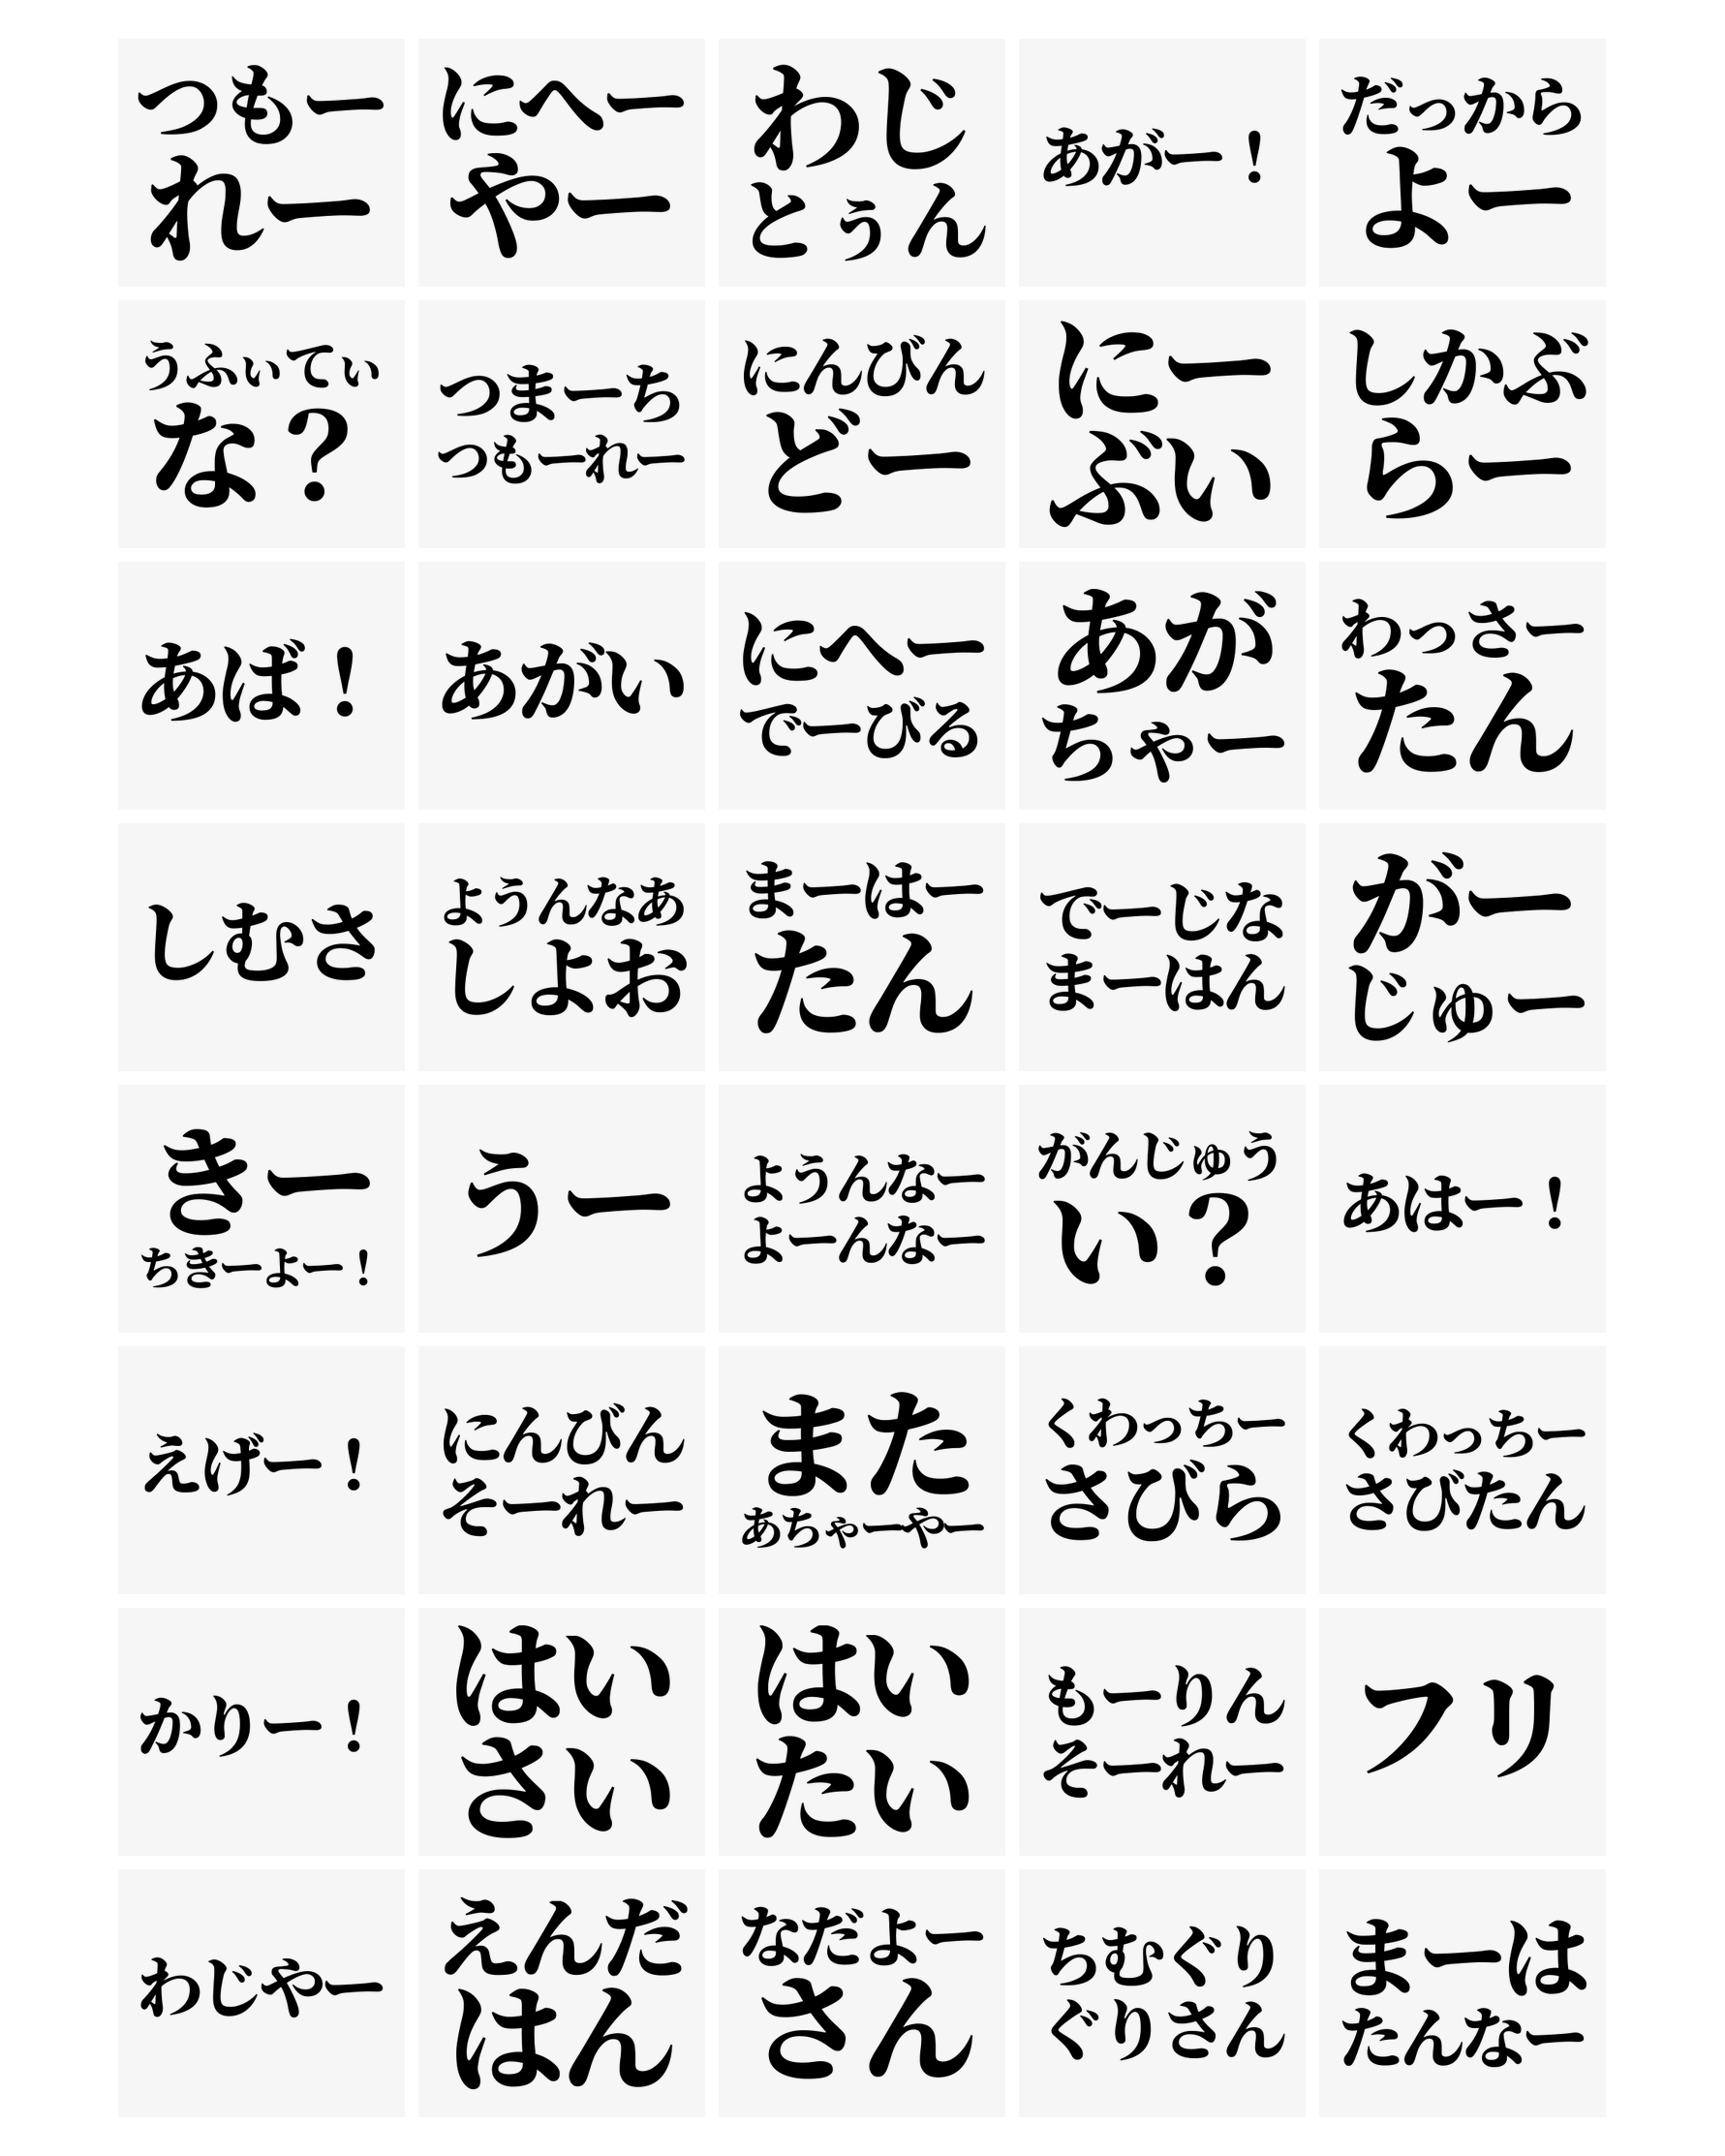 つもー
れー
にへー
やー
わじ
とぅん
あがー！
だっからら
よー
うふぃてぃ
な？
つまーら
つまーれー
にんびん
どー
にー
ぶい
しかぶ
らー
あば！
あがい
にへー
でーびる
あが
ちゃー
わっさー
たん
しむさ
ようんなあ
しよお
まーはー
たん
でーじな
まーはん
がー
じゅー
きー
ちきーよー！
うー
ようんなー
よーんなー
がんじゅう
い？
あはー！
えげー！
にんびん
そーれー
また
あちゃーやー
くわっちー
さびら
くわっちー
さびたん
かりー！
はい
さい
はい
たい
もーりん
そーれー
フリ
わじやー
えんだ
はん
なだよー
さん
ちむぐり
ぐりさん
まーは
たんなー